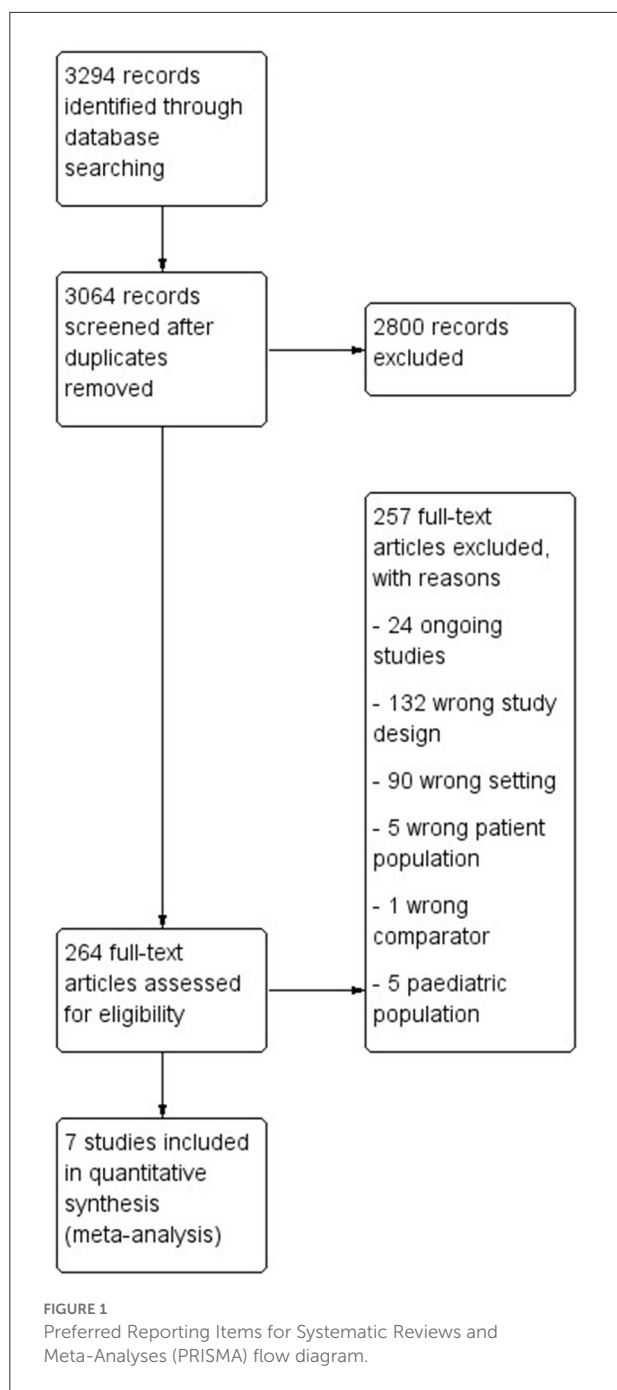 3294 records
identified through
database
searching
3064 records
screened after
duplicates
removed
2800 records
excluded
257 full-text
articles excluded,
with reasons
- 24 ongoing
studies
- 132 wrong study
design
- 90 wrong setting
- 5 wrong patient
population
- 1 wrong
comparator
- 5 paediatric
population
264 full-text
articles assessed
for eligibility
7 studies included
in quantitative
synthesis
(meta-analysis)
FIGURE 1
Preferred Reporting Items for Systematic Reviews and
Meta-Analyses (PRISMA) flow diagram.